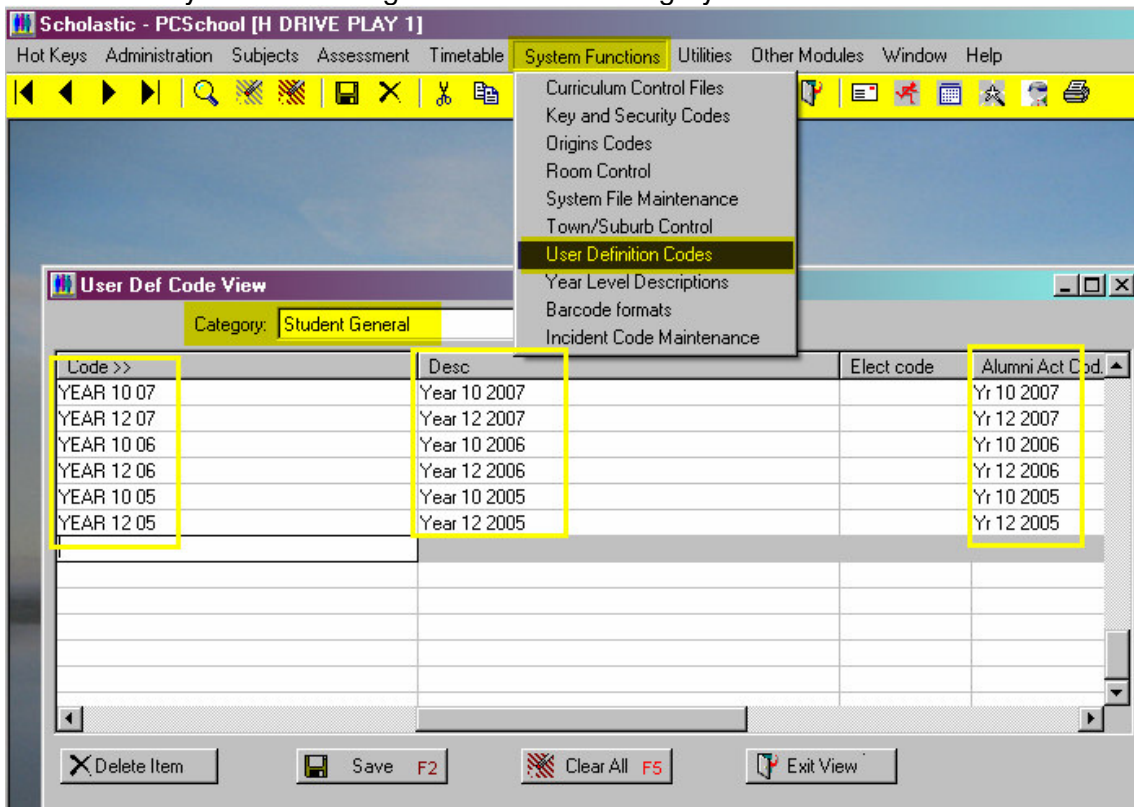 Scholastic - PCSchool [H DRIVE PLAY 1]
Hot Keys Administration Subjects Assessment Timetable System Functions Utilities Other Modules Window Help
Curriculum Control Files
Key and Security Codes
Origins Codes
Room Control
System File Maintenance
Town/Suburb Control
User Definition Codes
Year Level Descriptions
Barcode formats
Incident Code Maintenance
User Def Code View
Category: Student General
Code >> Desc Elect code Alumni Act Cod.
YEAR 10 07 Year 10 2007 Yr 10 2007
YEAR 12 07 Year 12 2007 Yr 12 2007
YEAR 10 06 Year 10 2006 Yr 10 2006
YEAR 12 06 Year 12 2006 Yr 12 2006
YEAR 10 05 Year 10 2005 Yr 10 2005
YEAR 12 05 Year 12 2005 Yr 12 2005
Delete Item Save F2 Clear All F5 Exit View